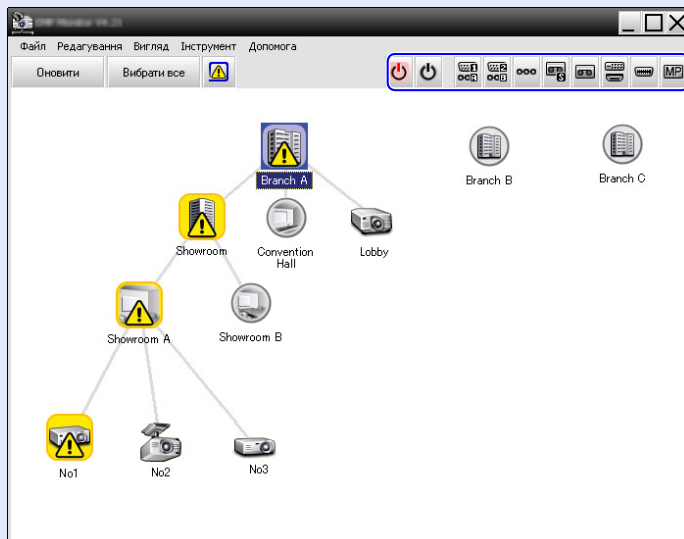 Файл Редагування Вигляд Інструмент Допомога
Оновити Вибрати все
MP
Branch A
Branch B
Branch C
Showroom
Convention
Hall
Lobby
Showroom A
Showroom B
No1
No2
No3